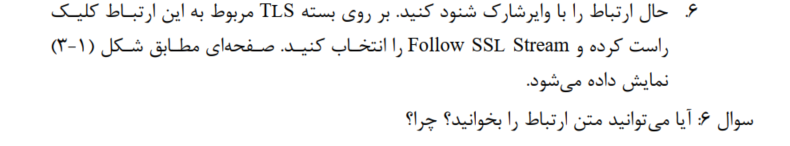 ۶. حال ارتباط را با وایرشارک شنود کنید. بر روی بسته TLS مربوط به این ارتباط کلیک
راست کرده و Follow SSL Stream را انتخاب کنید. صفحه‌ای مطابق شکل (۱-۳)
نمایش داده می‌شود.
سوال ۶: آیا می‌توانید متن ارتباط را بخوانید؟ چرا؟